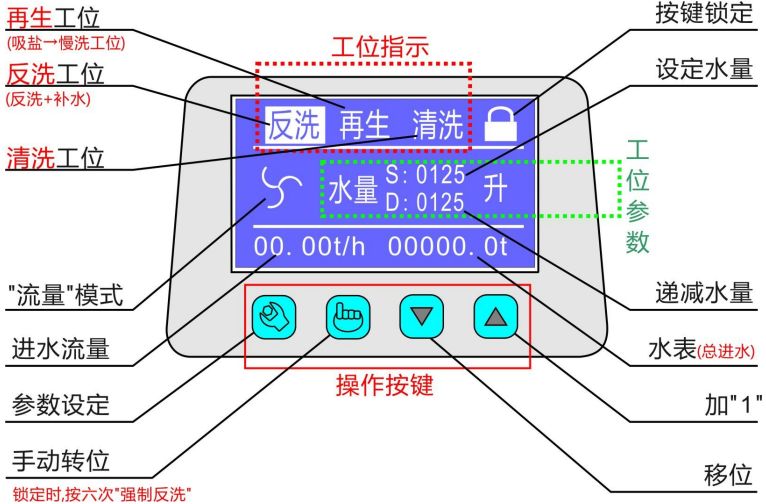 再生工位
(吸盐→慢洗工位)
反洗工位
(反洗+补水)
清洗工位
"流量"模式
进水流量
参数设定
手动转位
锁定时,按六次"强制反洗"
工位指示
反洗 再生 清洗
水量 S: 0125 升
D: 0125
00. 00t/h 00000. 0t
操作按键
按键锁定
设定水量
工位参数
递减水量
水表(总进水)
加"1"
移位